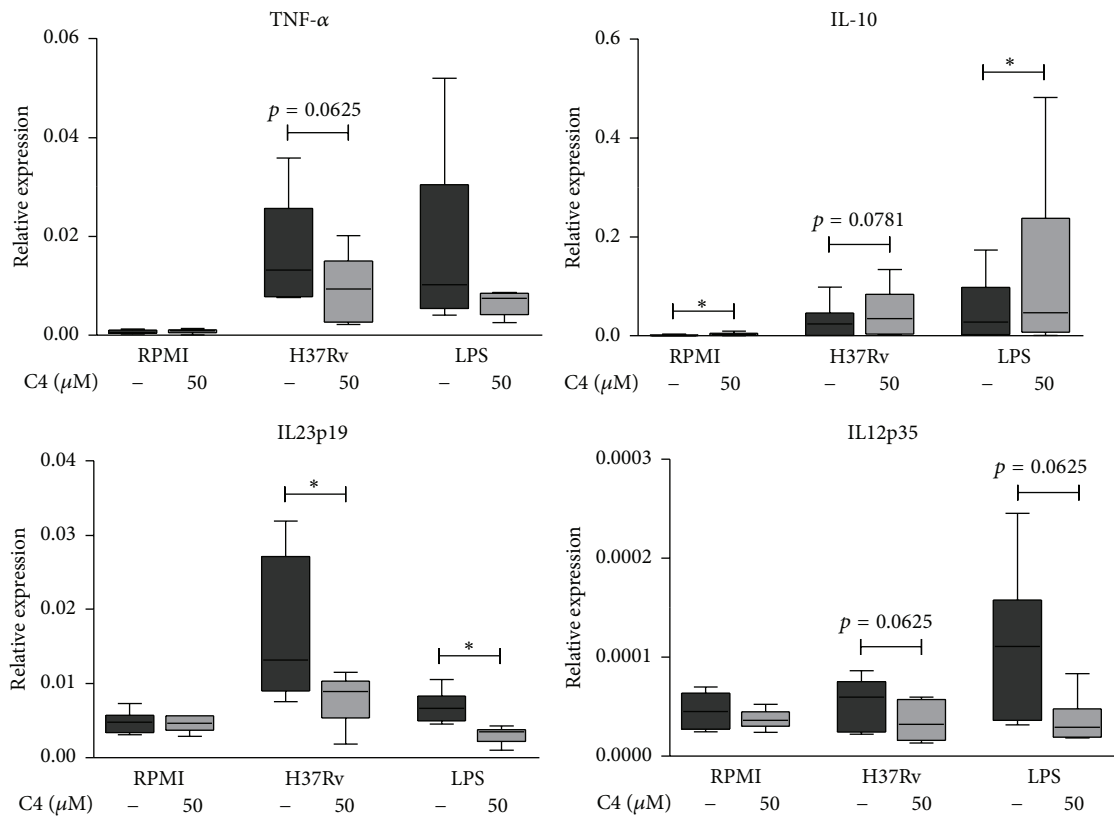 TNF-α
0.06
0.04
0.02
0.00
Relative expression
p = 0.0625
RPMI H37Rv LPS
C4 (μM) – 50 – 50 – 50
IL-10
0.6
0.4
0.2
0.0
Relative expression
*
p = 0.0781
*
RPMI H37Rv LPS
– 50 – 50 – 50
IL23p19
0.04
0.03
0.02
0.01
0.00
Relative expression
*
*
RPMI H37Rv LPS
C4 (μM) – 50 – 50 – 50
IL12p35
0.0003
0.0002
0.0001
0.0000
Relative expression
p = 0.0625
p = 0.0625
RPMI H37Rv LPS
C4 (μM) – 50 – 50 – 50